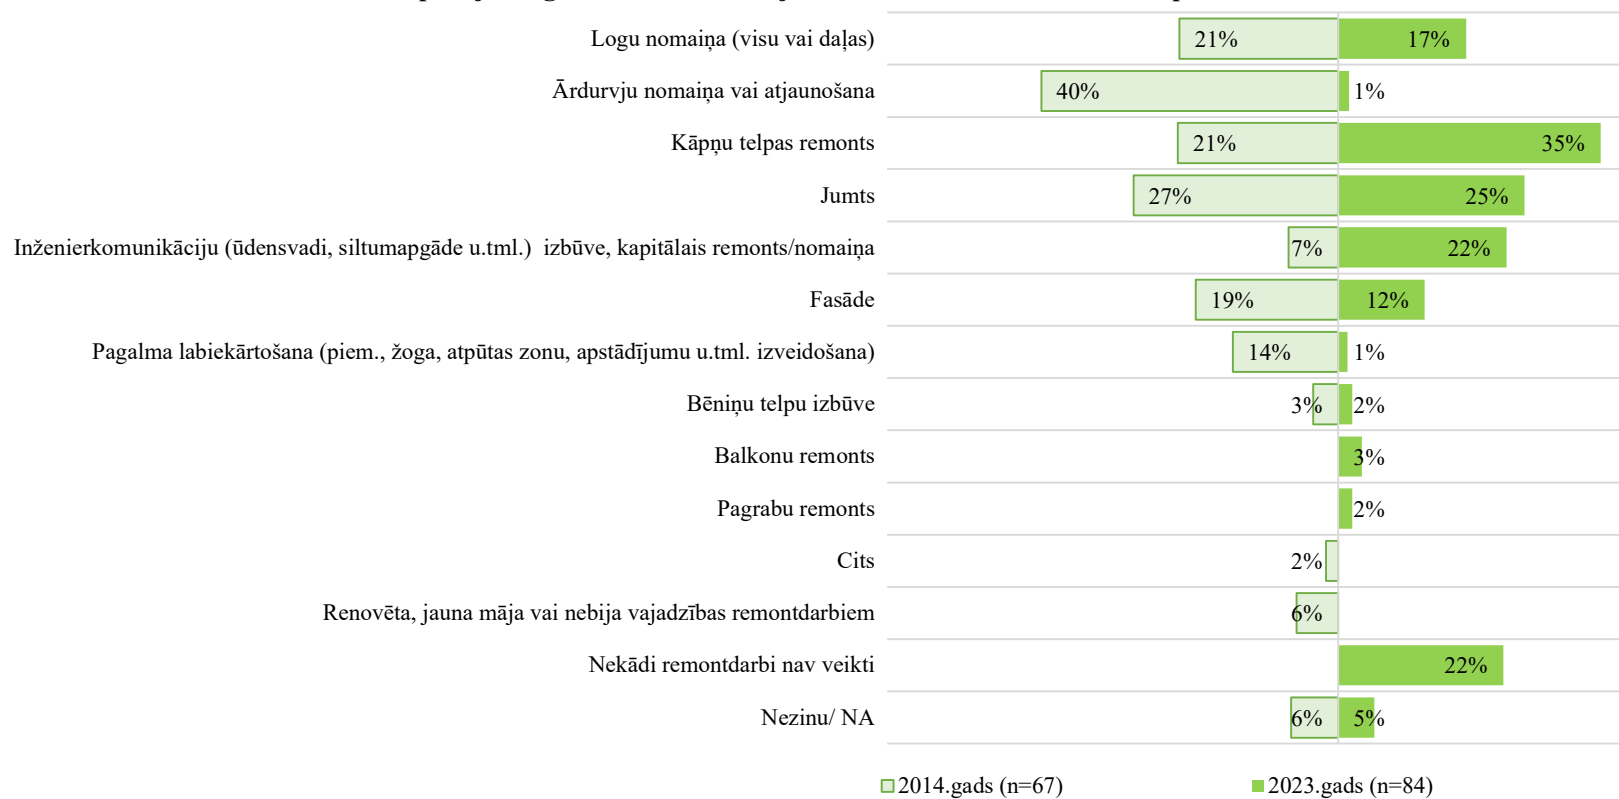 Logu nomaiņa (visu vai daļas) 21% 17%
Ārdurvju nomaiņa vai atjaunošana 40% 1%
Kāpņu telpas remonts 21% 35%
Jumts 27% 25%
Inženierkomunikāciju (ūdensvadi, siltumapgāde u.tml.) izbūve, kapitālais remonts/nomaiņa 7% 22%
Fasāde 19% 12%
Pagalma labiekārtošana (piem., žoga, atpūtas zonu, apstādījumu u.tml. izveidošana) 14% 1%
Bēniņu telpu izbūve 3% 2%
Balkonu remonts 3%
Pagrabu remonts 2%
Cits 2%
Renovēta, jauna māja vai nebija vajadzības remontdarbiem 6%
Nekādi remontdarbi nav veikti 22%
Nezinu/ NA 6% 5%
2014.gads (n=67) 2023.gads (n=84)